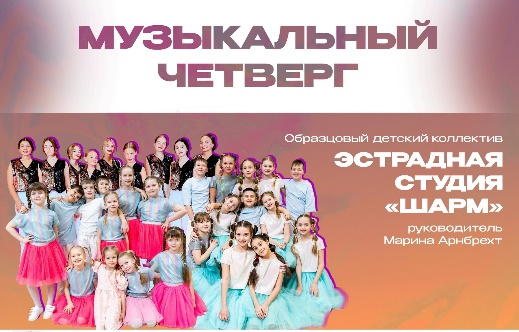 МУЗЫКАЛЬНЫЙ
ЧЕТВЕРГ
Образцовый детский коллектив
ЭСТРАДНАЯ
СТУДИЯ
«ШАРМ»
руководитель
Марина Арнбрехт